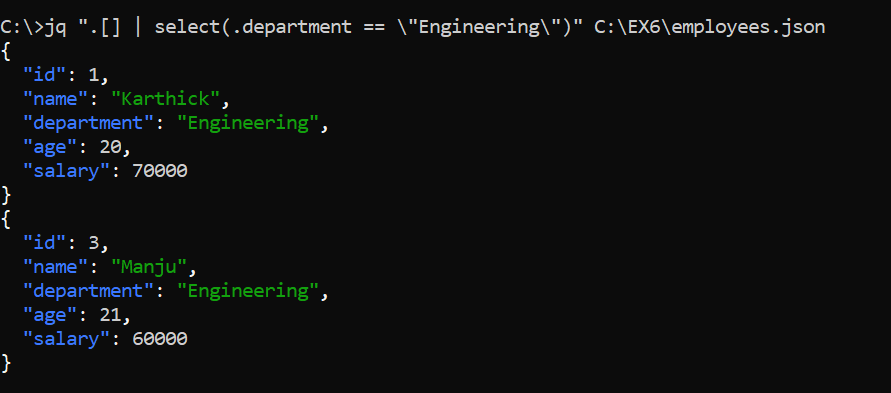 C:\>jq ".[] | select(.department == \"Engineering\")" C:\EX6\employees.json
{
  "id": 1,
  "name": "Karthick",
  "department": "Engineering",
  "age": 20,
  "salary": 70000
}
{
  "id": 3,
  "name": "Manju",
  "department": "Engineering",
  "age": 21,
  "salary": 60000
}